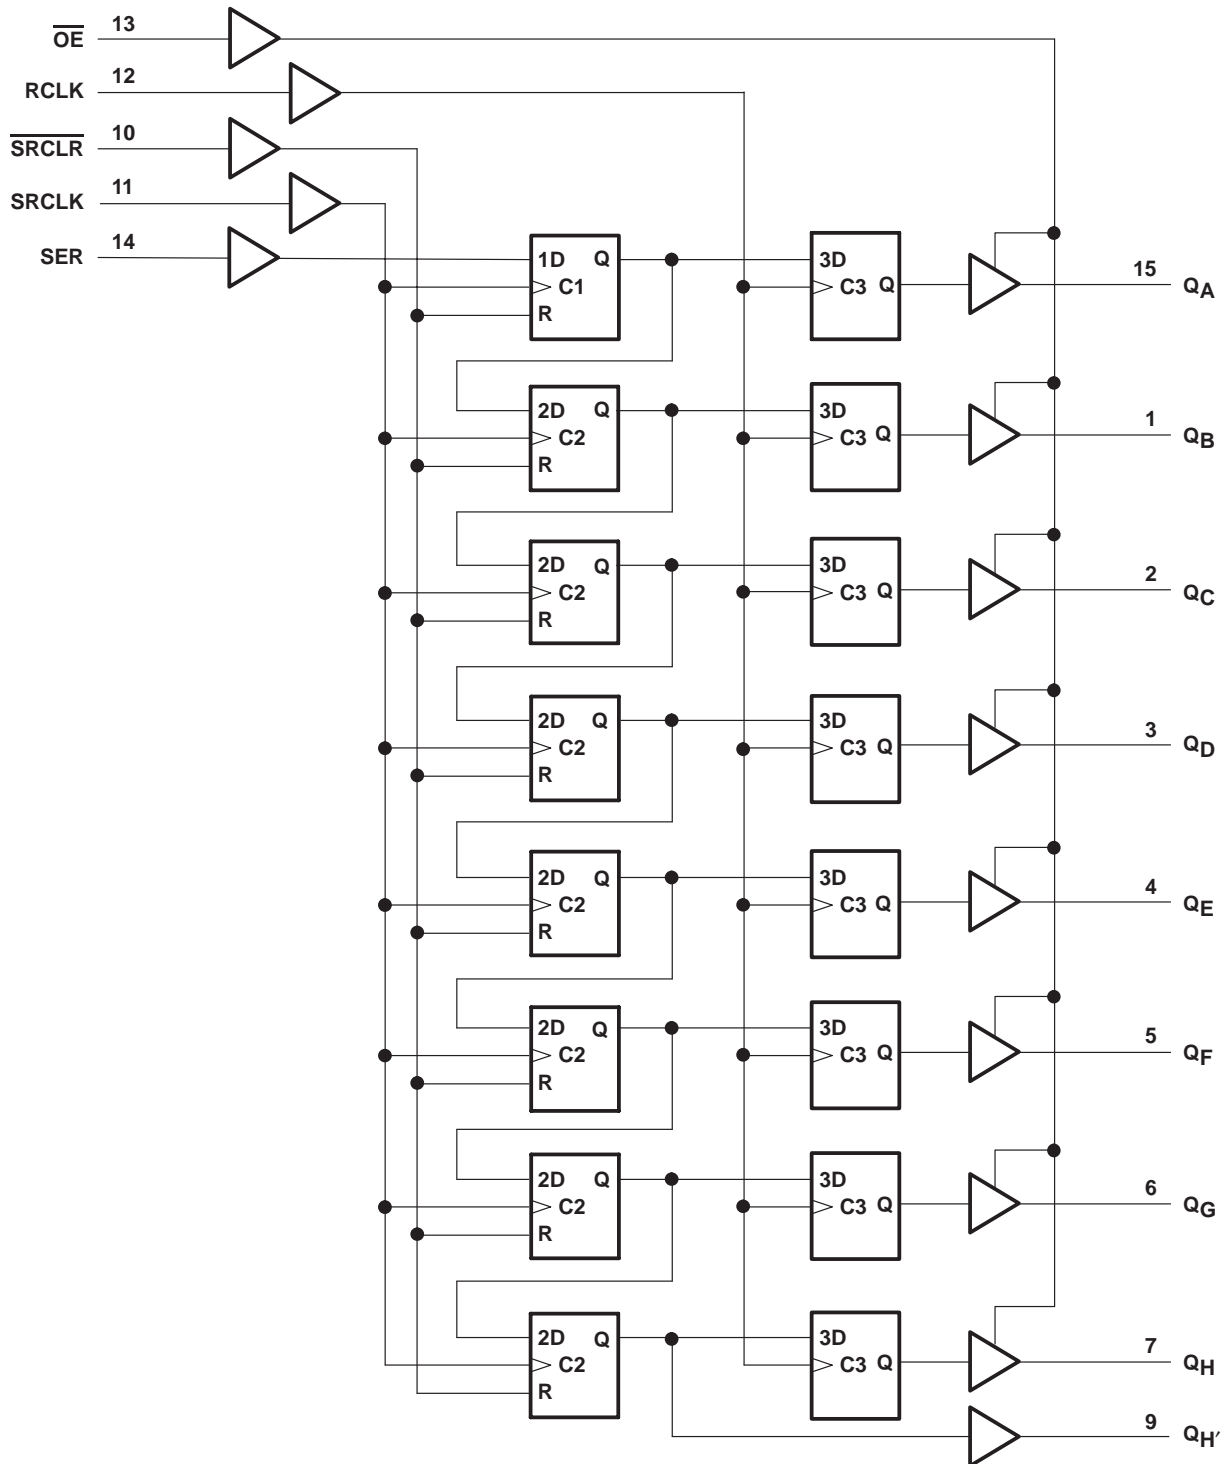 OE 13
RCLK 12
SRCLR 10
SRCLK 11
SER 14
1D Q 3D 15 QA
C1 C3 Q
R
2D Q 3D 1 QB
C2 C3 Q
R
2D Q 3D 2 QC
C2 C3 Q
R
2D Q 3D 3 QD
C2 C3 Q
R
2D Q 3D 4 QE
C2 C3 Q
R
2D Q 3D 5 QF
C2 C3 Q
R
2D Q 3D 6 QG
C2 C3 Q
R
2D Q 3D 7 QH
C2 C3 Q
R
9 QH′